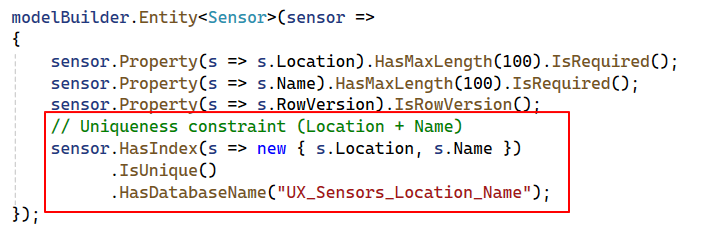 modelBuilder.Entity<Sensor>(sensor =>
{
    sensor.Property(s => s.Location).HasMaxLength(100).IsRequired();
    sensor.Property(s => s.Name).HasMaxLength(100).IsRequired();
    sensor.Property(s => s.RowVersion).IsRowVersion();
    // Uniqueness constraint (Location + Name)
    sensor.HasIndex(s => new { s.Location, s.Name })
          .IsUnique()
          .HasDatabaseName("UX_Sensors_Location_Name");
});